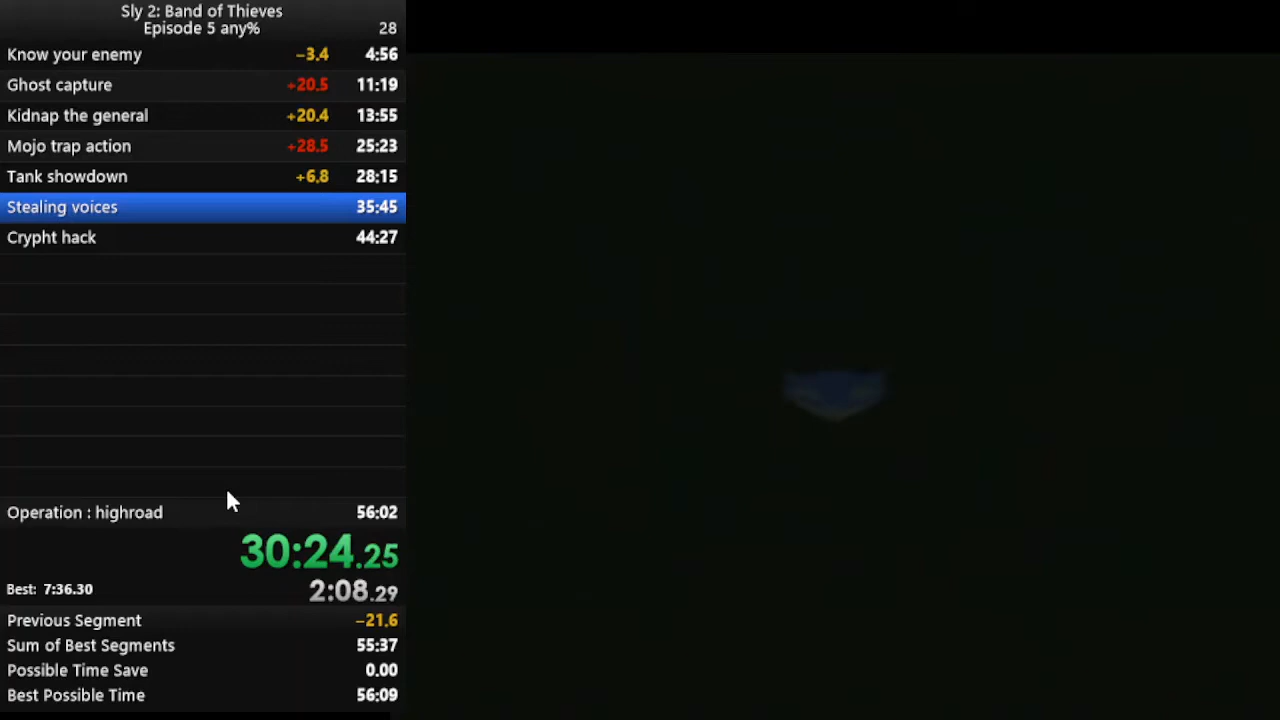 Sly 2: Band of Thieves
Episode 5 any% 28
Know your enemy −3.4 4:56
Ghost capture +20.5 11:19
Kidnap the general +20.4 13:55
Mojo trap action +28.5 25:23
Tank showdown +6.8 28:15
Stealing voices 35:45
Crypht hack 44:27
Operation : highroad 56:02
30:24.25
Best: 7:36.30 2:08.29
Previous Segment −21.6
Sum of Best Segments 55:37
Possible Time Save 0.00
Best Possible Time 56:09